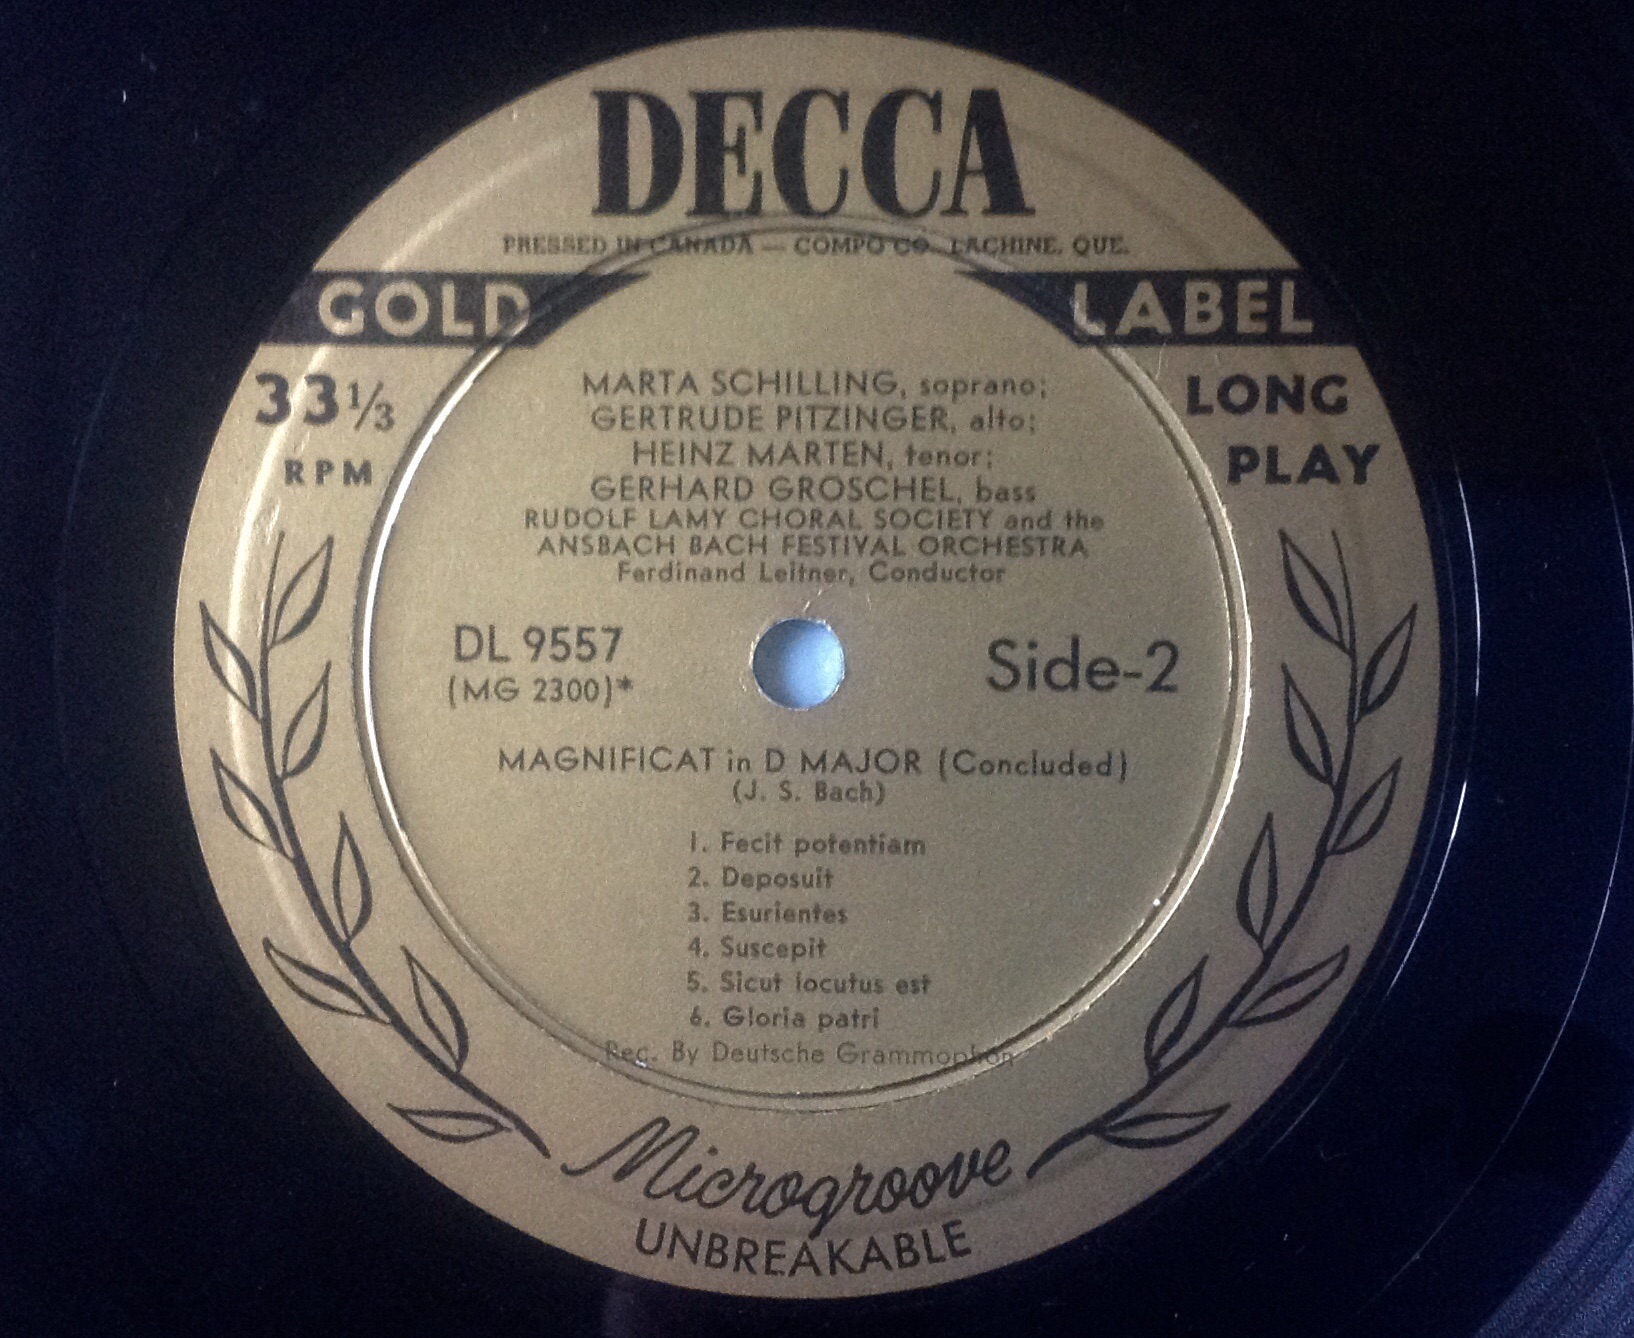 DECCA
PRESSED IN CANADA — COMPO CO. LACHINE. QUE.
GOLD LABEL
33 1/3 LONG
RPM PLAY
MARTA SCHILLING, soprano;
GERTRUDE PITZINGER, alto;
HEINZ MARTEN, tenor;
GERHARD GROSCHEL, bass
RUDOLF LAMY CHORAL SOCIETY and the
ANSBACH BACH FESTIVAL ORCHESTRA
Ferdinand Leitner, Conductor
DL 9557 Side-2
(MG 2300)*
MAGNIFICAT in D MAJOR (Concluded)
(J. S. Bach)
1. Fecit potentiam
2. Deposuit
3. Esurientes
4. Suscepit
5. Sicut locutus est
6. Gloria patri
Rec. By Deutsche Grammophon
Microgroove
UNBREAKABLE